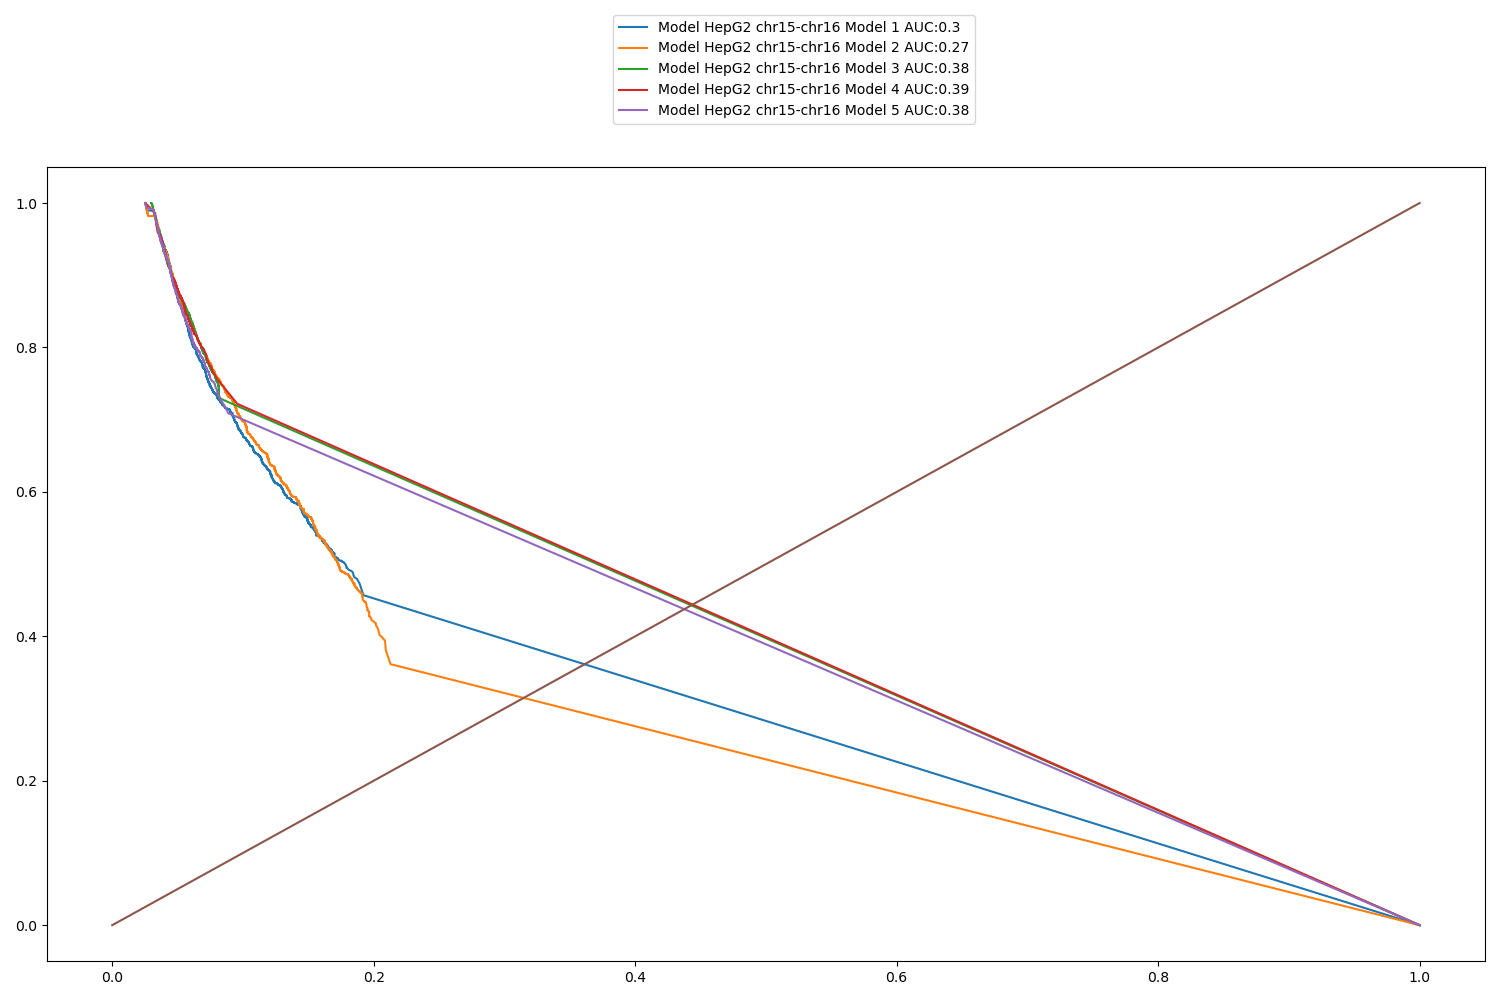 Model HepG2 chr15-chr16 Model 1 AUC:0.3
Model HepG2 chr15-chr16 Model 2 AUC:0.27
Model HepG2 chr15-chr16 Model 3 AUC:0.38
Model HepG2 chr15-chr16 Model 4 AUC:0.39
Model HepG2 chr15-chr16 Model 5 AUC:0.38
1.0
0.8
0.6
0.4
0.2
0.0
0.0 0.2 0.4 0.6 0.8 1.0